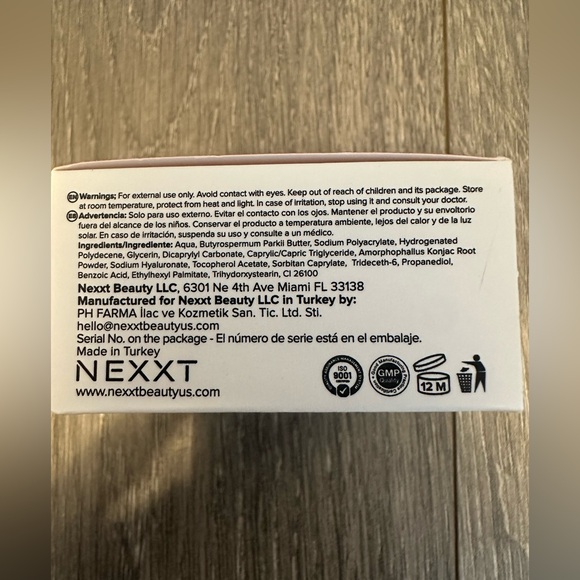 EN Warnings; For external use only. Avoid contact with eyes. Keep out of reach of children and its package. Store
at room temperature, protect from heat and light. In case of irritation, stop using it and consult your doctor.
ES Advertencia: Solo para uso externo. Evitar el contacto con los ojos. Mantener el producto y su envoltorio
fuera del alcance de los niños. Conservar el producto a temperatura ambiente, lejos del calor y de la luz
solar. En caso de irritación, suspenda su uso y consulte a un médico.
Ingredients/Ingrediente: Aqua, Butyrospermum Parkii Butter, Sodium Polyacrylate, Hydrogenated
Polydecene, Glycerin, Dicaprylyl Carbonate, Caprylic/Capric Triglyceride, Amorphophallus Konjac Root
Powder, Sodium Hyaluronate, Tocopherol Acetate, Sorbitan Caprylate, Trideceth-6, Propanediol,
Benzoic Acid, Ethylhexyl Palmitate, Trihydorxystearin, CI 26100
Nexxt Beauty LLC, 6301 Ne 4th Ave Miami FL 33138
Manufactured for Nexxt Beauty LLC in Turkey by:
PH FARMA İlac ve Kozmetik San. Tic. Ltd. Sti.
hello@nexxtbeautyus.com
Serial No. on the package - El número de serie está en el embalaje.
Made in Turkey
NEXXT
www.nexxtbeautyus.com
ISO
9001
GMP
Quality
12 M